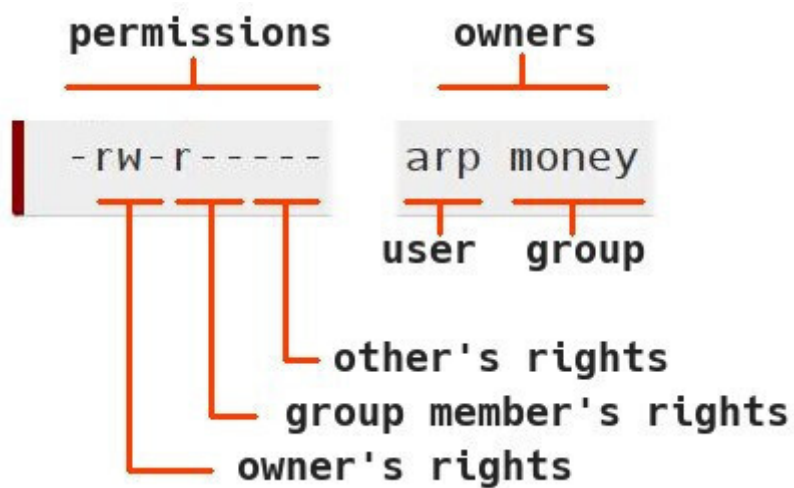 permissions owners
-rw-r----- arp money
user group
other's rights
group member's rights
owner's rights